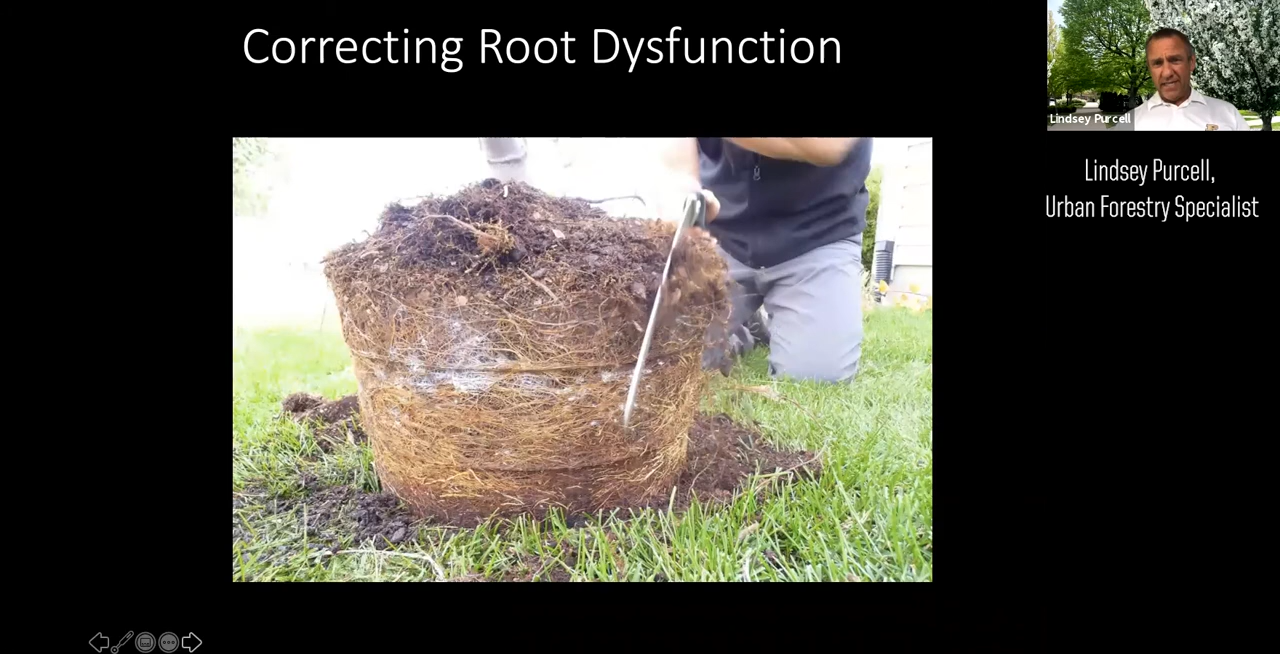 Correcting Root Dysfunction
Lindsey Purcell
Lindsey Purcell,
Urban Forestry Specialist